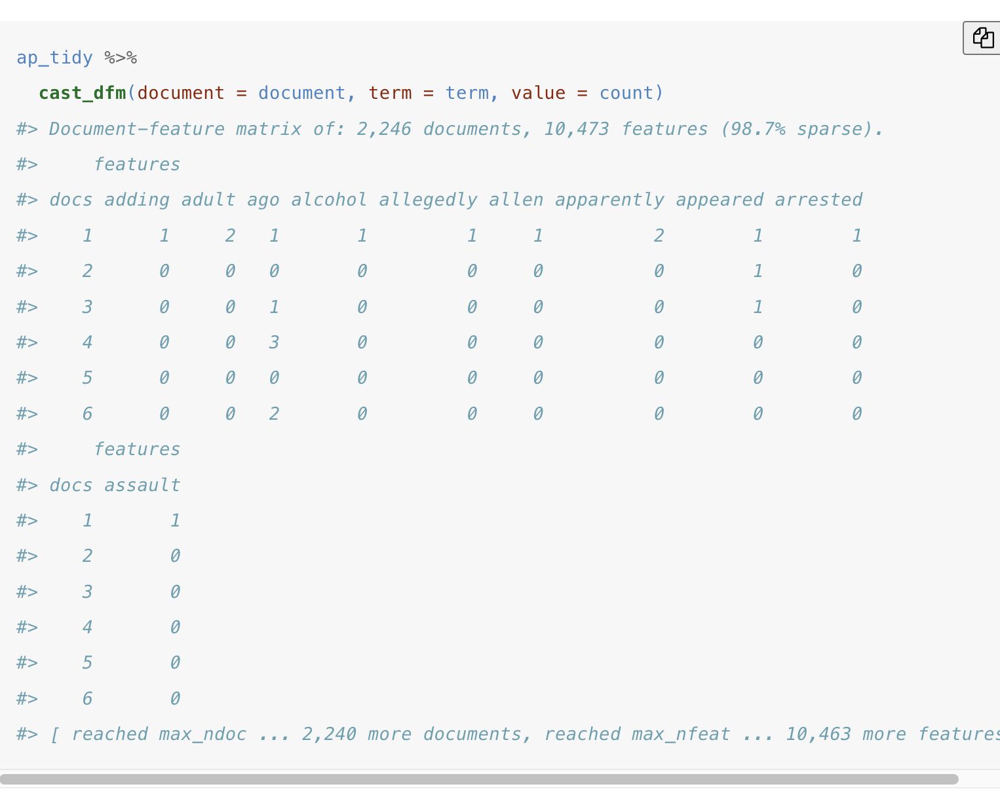 ap_tidy %>%
  cast_dfm(document = document, term = term, value = count)
#> Document-feature matrix of: 2,246 documents, 10,473 features (98.7% sparse).
#>     features
#> docs adding adult ago alcohol allegedly allen apparently appeared arrested
#>    1      1     2   1       1         1     1          2        1        1
#>    2      0     0   0       0         0     0          0        1        0
#>    3      0     0   1       0         0     0          0        1        0
#>    4      0     0   3       0         0     0          0        0        0
#>    5      0     0   0       0         0     0          0        0        0
#>    6      0     0   2       0         0     0          0        0        0
#>     features
#> docs assault
#>    1       1
#>    2       0
#>    3       0
#>    4       0
#>    5       0
#>    6       0
#> [ reached max_ndoc ... 2,240 more documents, reached max_nfeat ... 10,463 more features